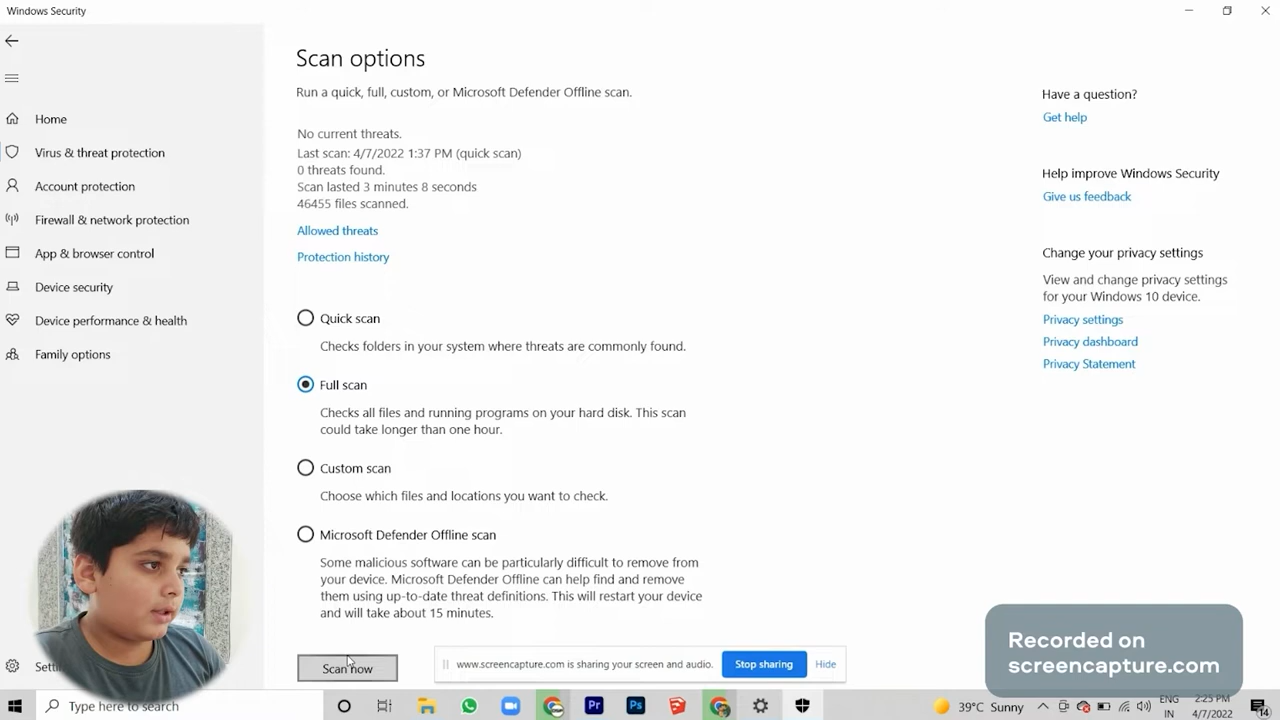 Windows Security
Scan options
Run a quick, full, custom, or Microsoft Defender Offline scan.
No current threats.
Last scan: 4/7/2022 1:37 PM (quick scan)
0 threats found.
Scan lasted 3 minutes 8 seconds
46455 files scanned.
Allowed threats
Protection history
Home
Virus & threat protection
Account protection
Firewall & network protection
App & browser control
Device security
Device performance & health
Family options
Quick scan
Checks folders in your system where threats are commonly found.
Full scan
Checks all files and running programs on your hard disk. This scan
could take longer than one hour.
Custom scan
Choose which files and locations you want to check.
Microsoft Defender Offline scan
Some malicious software can be particularly difficult to remove from
your device. Microsoft Defender Offline can help find and remove
them using up-to-date threat definitions. This will restart your device
and will take about 15 minutes.
Scan now
Have a question?
Get help
Help improve Windows Security
Give us feedback
Change your privacy settings
View and change privacy settings
for your Windows 10 device.
Privacy settings
Privacy dashboard
Privacy Statement
www.screencapture.com is sharing your screen and audio.
Stop sharing
Hide
Recorded on
screencapture.com
Type here to search
Pr
Ps
39°C Sunny
ENG
IN
2:25 PM
4/7/2022
14